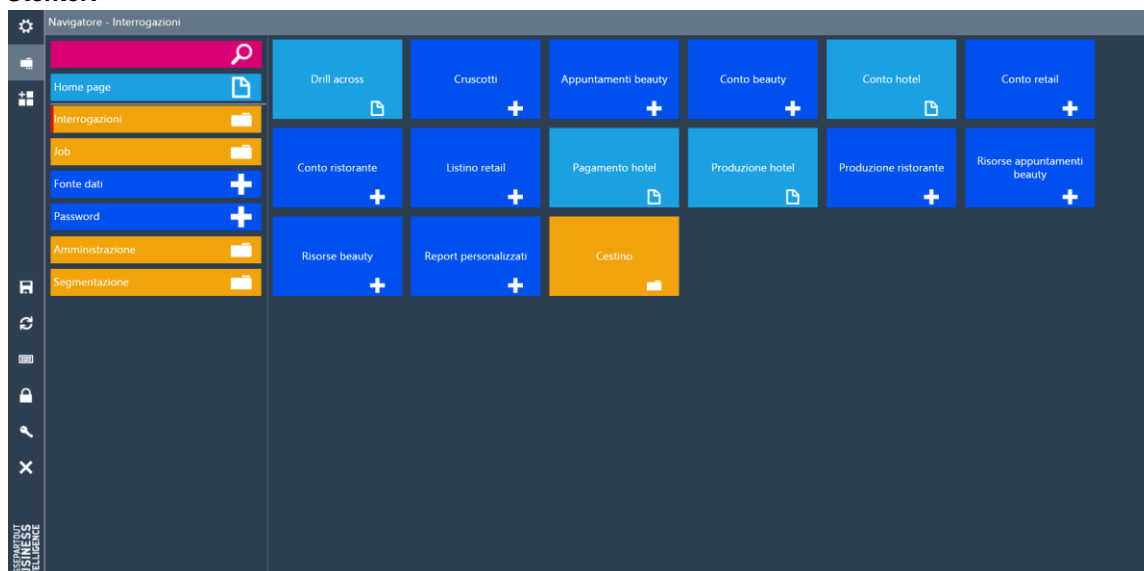 Navigatore - Interrogazioni
Home page
Interrogazioni
Job
Fonte dati
Password
Amministrazione
Segmentazione
Drill across
Cruscotti
Appuntamenti beauty
Conto beauty
Conto hotel
Conto retail
Conto ristorante
Listino retail
Pagamento hotel
Produzione hotel
Produzione ristorante
Risorse appuntamenti
beauty
Risorse beauty
Report personalizzati
Cestino